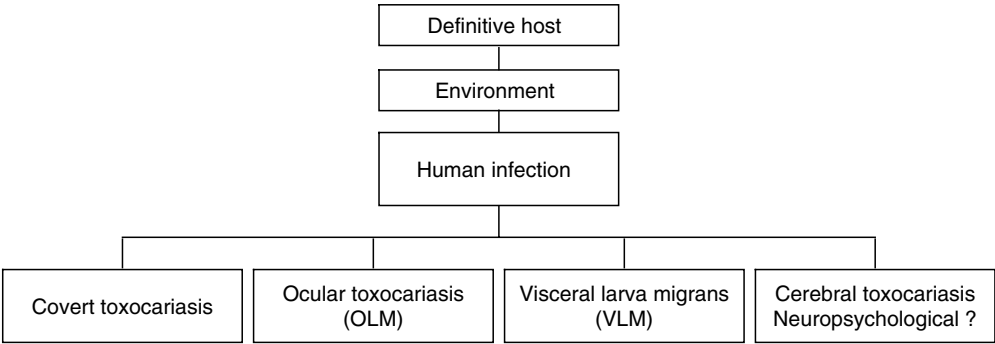 Definitive host
Environment
Human infection
Covert toxocariasis
Ocular toxocariasis
(OLM)
Visceral larva migrans
(VLM)
Cerebral toxocariasis
Neuropsychological ?